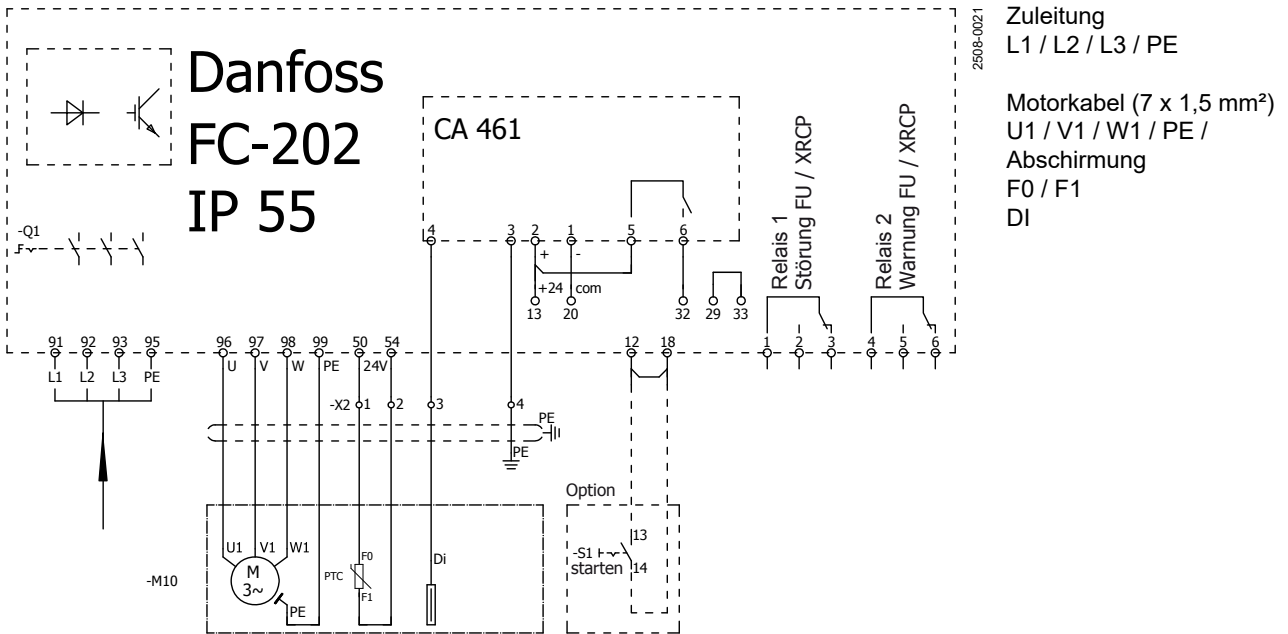 Danfoss
FC-202
IP 55
CA 461
-Q1
4 3 2 1 5 6
+ -
+24 com
13 20 32 29 33
Relais 1
Störung FU / XRCP
Relais 2
Warnung FU / XRCP
91 92 93 95 96 97 98 99 50 54 12 18 1 2 3 4 5 6
L1 L2 L3 PE U V W PE 24V
-X2 1 2 3 4
PE
PE
Option
U1 V1 W1 F0 Di
13
-M10 M PTC -S1
3~ starten 14
F1
PE
2508-0021
Zuleitung
L1 / L2 / L3 / PE
Motorkabel (7 x 1,5 mm²)
U1 / V1 / W1 / PE /
Abschirmung
F0 / F1
DI